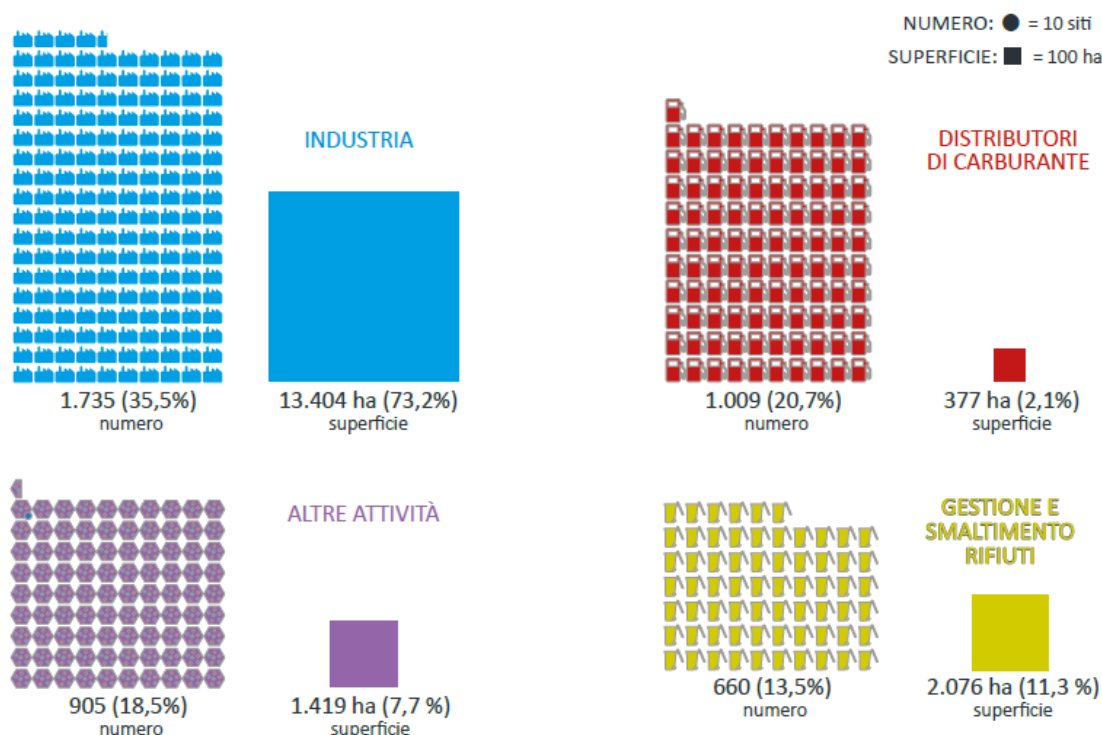 NUMERO: ● = 10 siti
SUPERFICIE: ■ = 100 ha
INDUSTRIA
1.735 (35,5%)
numero
13.404 ha (73,2%)
superficie
DISTRIBUTORI
DI CARBURANTE
1.009 (20,7%)
numero
377 ha (2,1%)
superficie
ALTRE ATTIVITÀ
905 (18,5%)
numero
1.419 ha (7,7 %)
superficie
GESTIONE E
SMALTIMENTO
RIFIUTI
660 (13,5%)
numero
2.076 ha (11,3 %)
superficie